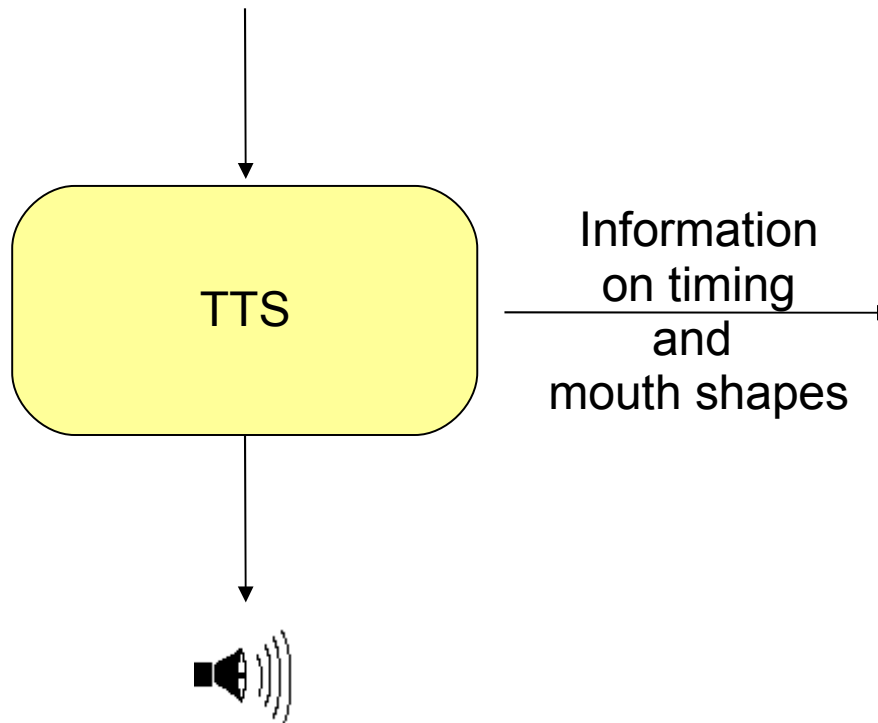 TTS
Information
on timing
and
mouth shapes